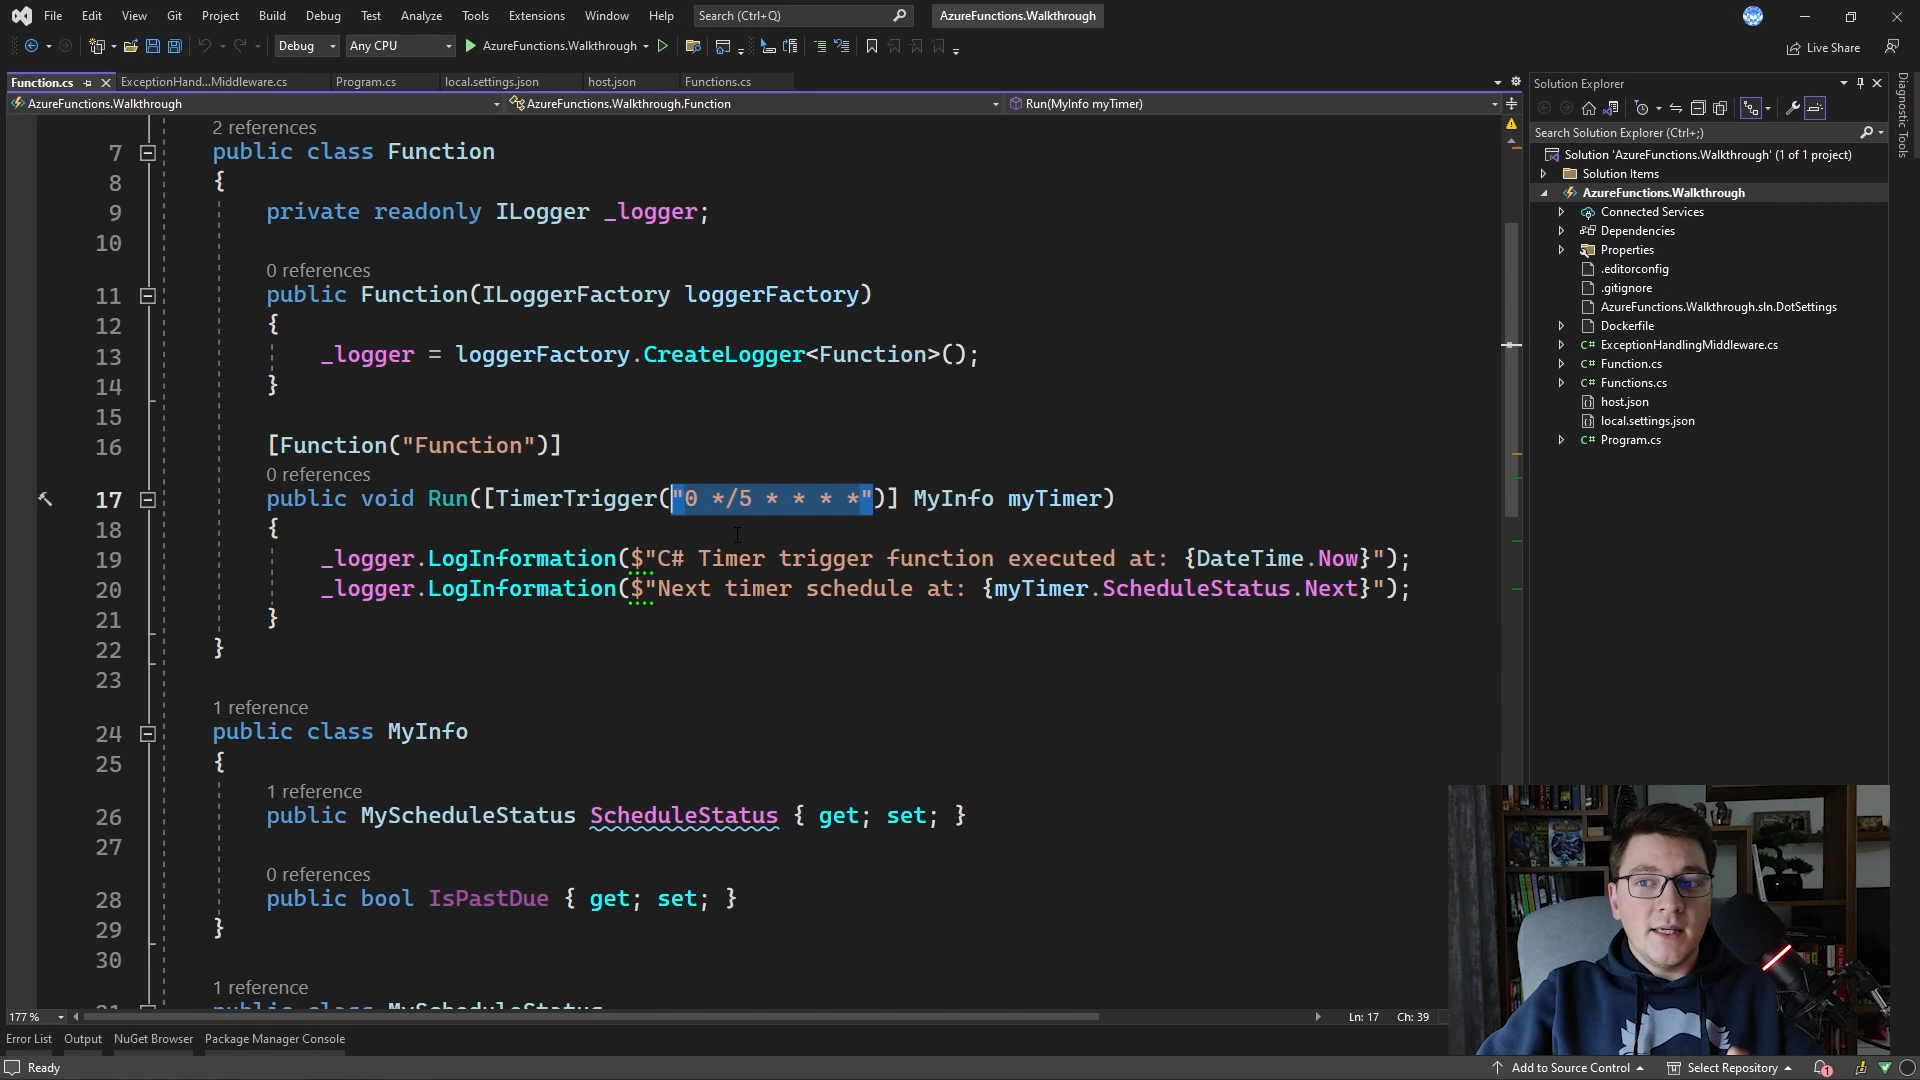 File Edit View Git Project Build Debug Test Analyze Tools Extensions Window Help Search (Ctrl+Q) AzureFunctions.Walkthrough
Debug Any CPU AzureFunctions.Walkthrough Live Share
Function.cs ExceptionHand...Middleware.cs Program.cs local.settings.json host.json Functions.cs
AzureFunctions.Walkthrough AzureFunctions.Walkthrough.Function Run(MyInfo myTimer)
2 references
7 public class Function
8 {
9 private readonly ILogger _logger;
10
0 references
11 public Function(ILoggerFactory loggerFactory)
12 {
13 _logger = loggerFactory.CreateLogger<Function>();
14 }
15
16 [Function("Function")]
0 references
17 public void Run([TimerTrigger("0 */5 * * * *")] MyInfo myTimer)
18 {
19 _logger.LogInformation($"C# Timer trigger function executed at: {DateTime.Now}");
20 _logger.LogInformation($"Next timer schedule at: {myTimer.ScheduleStatus.Next}");
21 }
22 }
23
1 reference
24 public class MyInfo
25 {
1 reference
26 public MyScheduleStatus ScheduleStatus { get; set; }
27
0 references
28 public bool IsPastDue { get; set; }
29 }
30
1 reference
public class MyScheduleStatus
177 % Ln: 17 Ch: 39
Error List Output NuGet Browser Package Manager Console
Ready Add to Source Control Select Repository 1
Solution Explorer
Search Solution Explorer (Ctrl+;)
Solution 'AzureFunctions.Walkthrough' (1 of 1 project)
Solution Items
AzureFunctions.Walkthrough
Connected Services
Dependencies
Properties
.editorconfig
.gitignore
AzureFunctions.Walkthrough.sln.DotSettings
Dockerfile
C# ExceptionHandlingMiddleware.cs
C# Function.cs
C# Functions.cs
host.json
local.settings.json
C# Program.cs
Diagnostic Tools